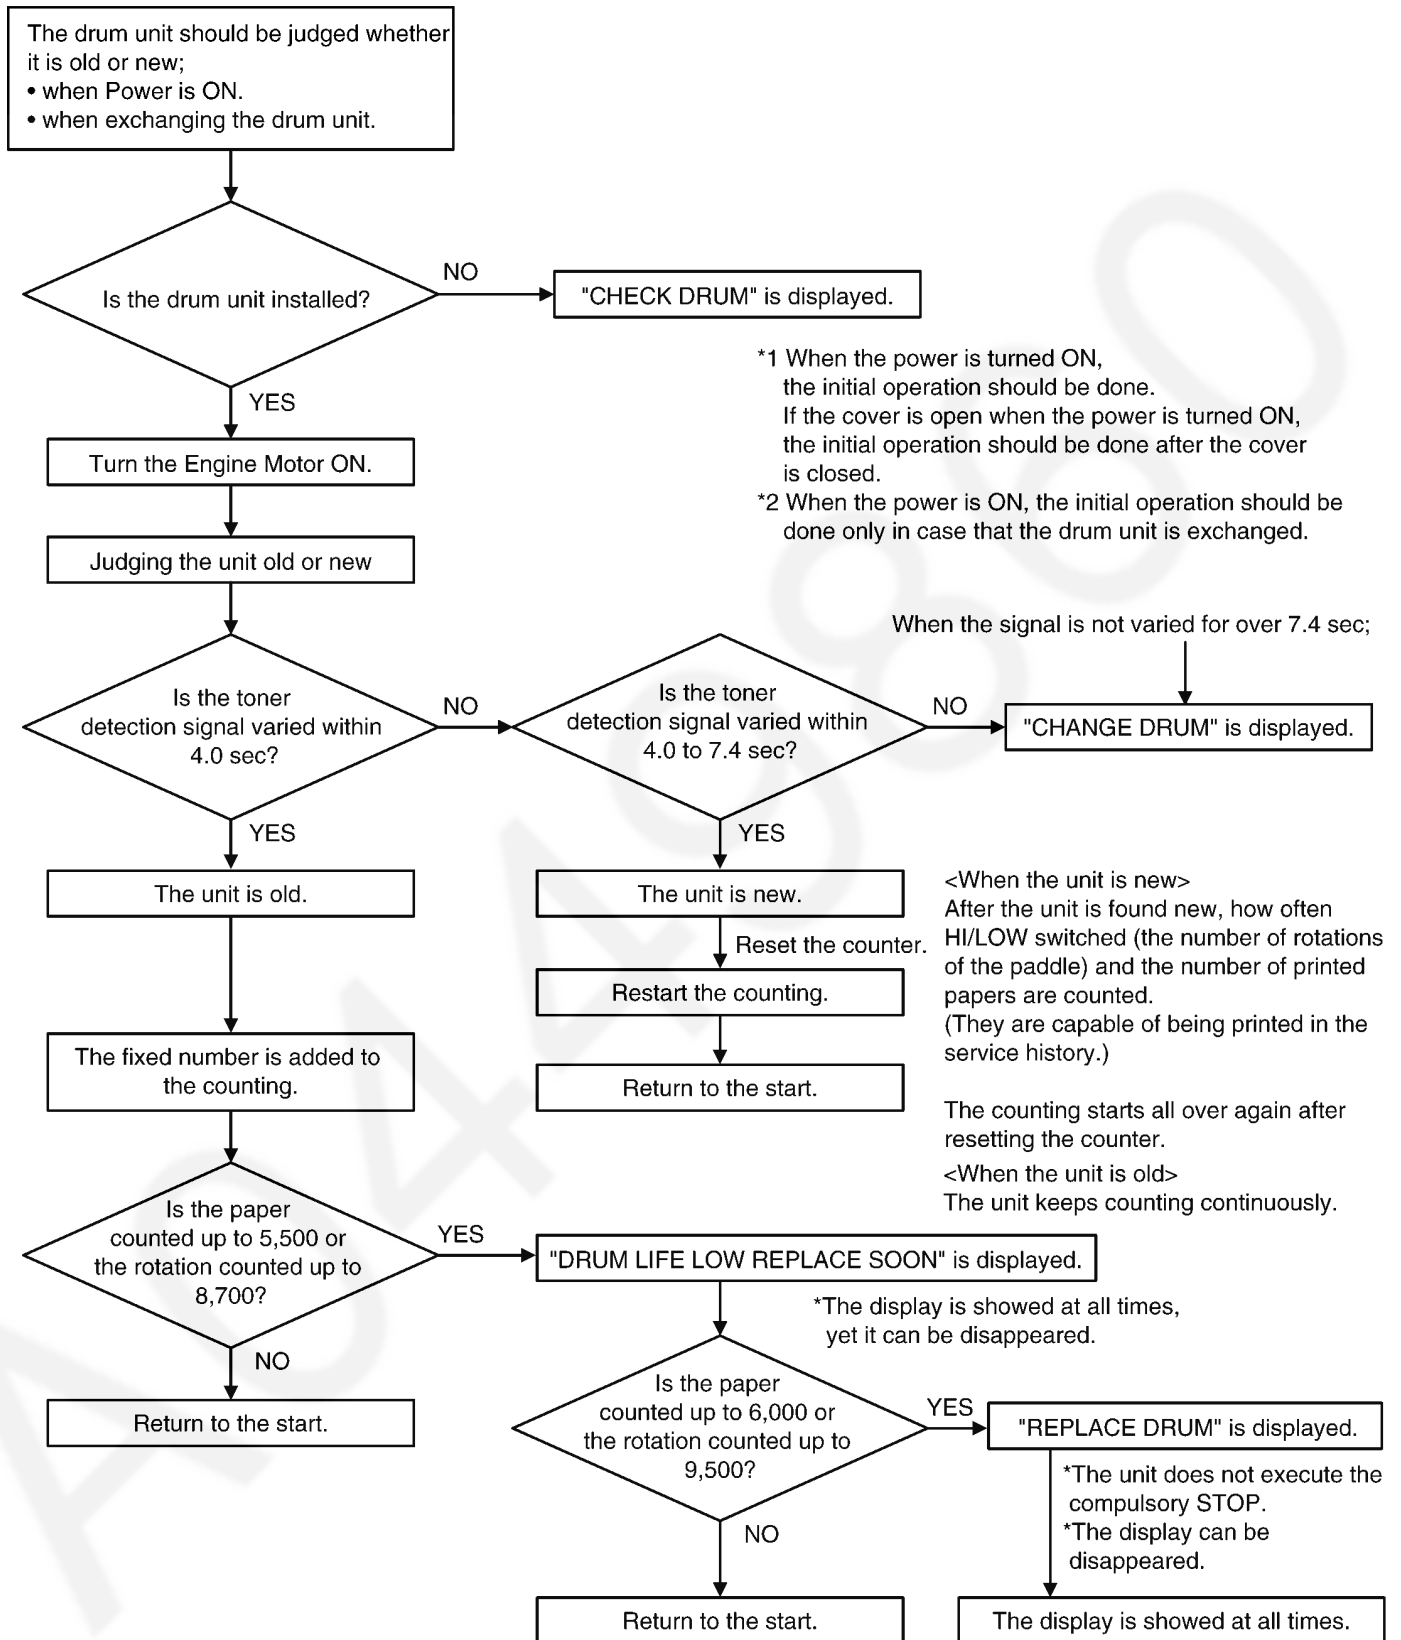 The drum unit should be judged whether
it is old or new;
• when Power is ON.
• when exchanging the drum unit.
Is the drum unit installed?
NO
"CHECK DRUM" is displayed.
YES
*1 When the power is turned ON,
the initial operation should be done.
If the cover is open when the power is turned ON,
the initial operation should be done after the cover
is closed.
*2 When the power is ON, the initial operation should be
done only in case that the drum unit is exchanged.
Turn the Engine Motor ON.
Judging the unit old or new
When the signal is not varied for over 7.4 sec;
Is the toner
detection signal varied within
4.0 sec?
NO
Is the toner
detection signal varied within
4.0 to 7.4 sec?
NO
"CHANGE DRUM" is displayed.
YES
YES
The unit is old.
The unit is new.
Reset the counter.
Restart the counting.
Return to the start.
<When the unit is new>
After the unit is found new, how often
HI/LOW switched (the number of rotations
of the paddle) and the number of printed
papers are counted.
(They are capable of being printed in the
service history.)
The counting starts all over again after
resetting the counter.
<When the unit is old>
The unit keeps counting continuously.
The fixed number is added to
the counting.
Is the paper
counted up to 5,500 or
the rotation counted up to
8,700?
YES
"DRUM LIFE LOW REPLACE SOON" is displayed.
*The display is showed at all times,
yet it can be disappeared.
NO
Return to the start.
Is the paper
counted up to 6,000 or
the rotation counted up to
9,500?
YES
"REPLACE DRUM" is displayed.
*The unit does not execute the
compulsory STOP.
*The display can be
disappeared.
NO
Return to the start.
The display is showed at all times.
A04449860